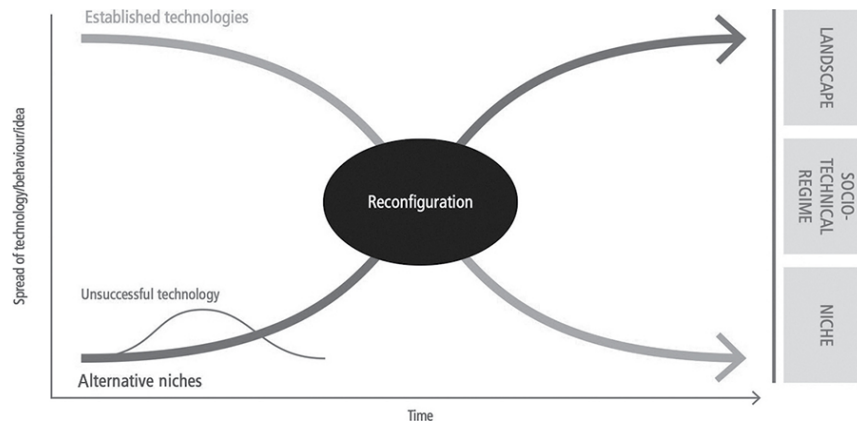 Established technologies
Spread of technology/behaviour/idea
Reconfiguration
Unsuccessful technology
Alternative niches
Time
LANDSCAPE
SOCIO-
TECHNICAL
REGIME
NICHE